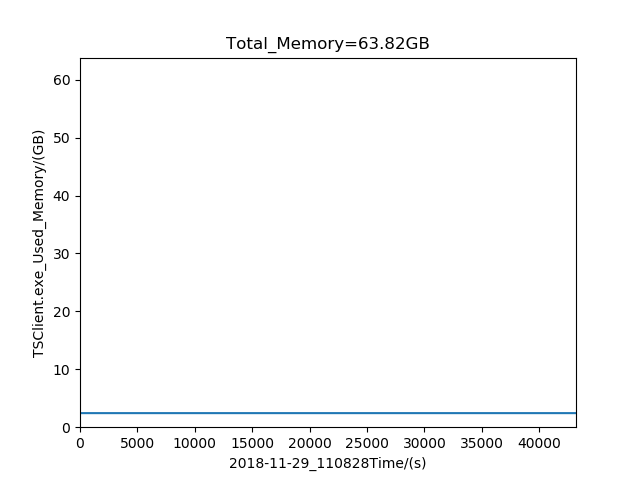 Total_Memory=63.82GB
TSClient.exe_Used_Memory/(GB)
60
50
40
30
20
10
0
0 5000 10000 15000 20000 25000 30000 35000 40000
2018-11-29_110828Time/(s)